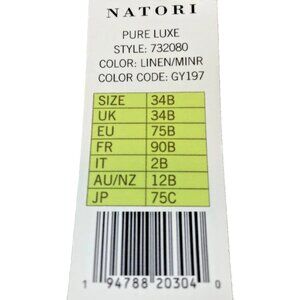 NATORI
PURE LUXE
STYLE: 732080
COLOR: LINEN/MINR
COLOR CODE: GY197
SIZE 34B
UK 34B
EU 75B
FR 90B
IT 2B
AU/NZ 12B
JP 75C
1 94788 20304 0